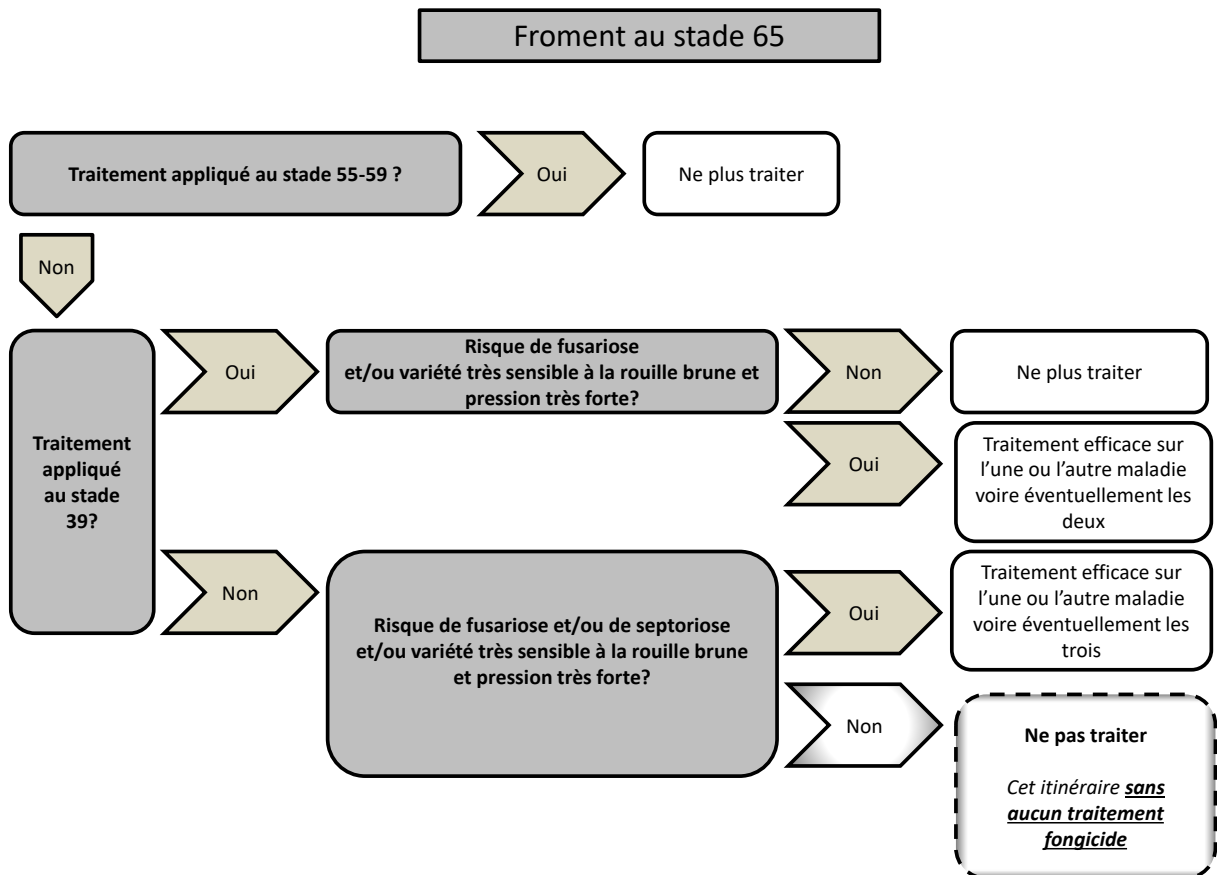 Froment au stade 65
Traitement appliqué au stade 55-59 ?
Oui
Ne plus traiter
Non
Traitement
appliqué
au stade
39?
Oui
Risque de fusariose
et/ou variété très sensible à la rouille brune et
pression très forte?
Non
Ne plus traiter
Oui
Traitement efficace sur
l'une ou l'autre maladie
voire éventuellement les
deux
Non
Risque de fusariose et/ou de septoriose
et/ou variété très sensible à la rouille brune
et pression très forte?
Oui
Traitement efficace sur
l'une ou l'autre maladie
voire éventuellement les
trois
Non
Ne pas traiter
Cet itinéraire sans
aucun traitement
fongicide